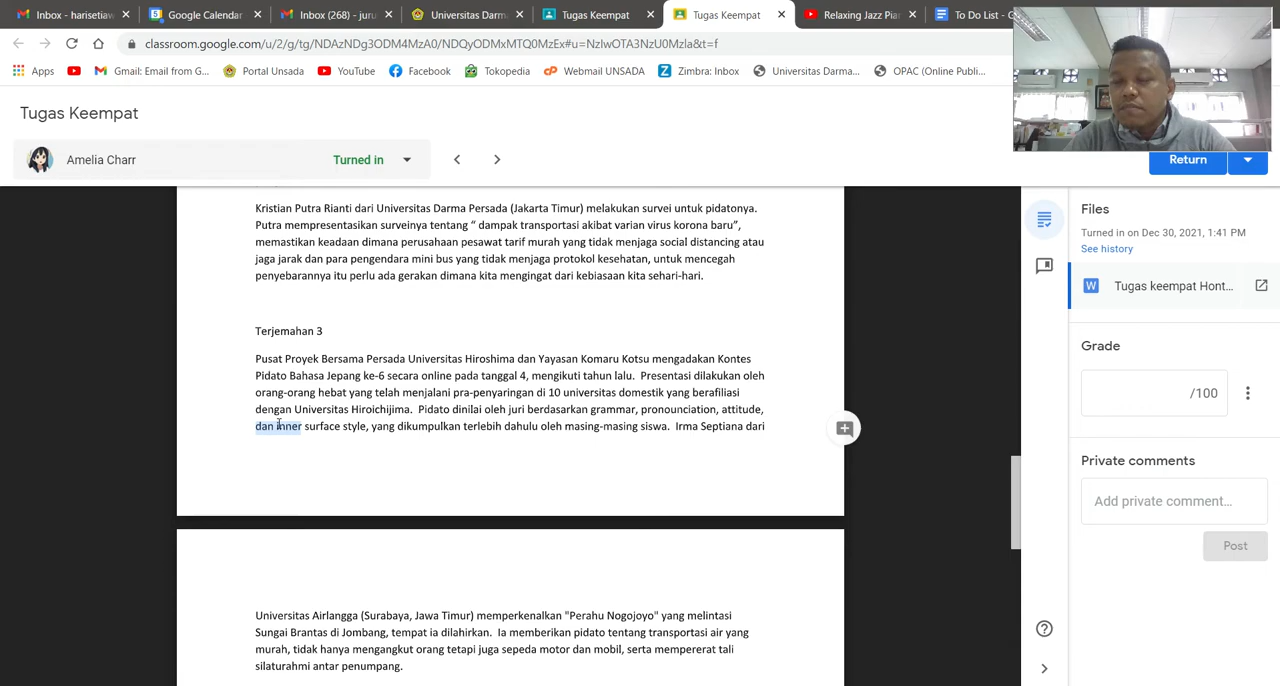 Inbox - harisetiaw
Google Calendar
Inbox (268) - juru
Universitas Darm
Tugas Keempat
Tugas Keempat
Relaxing Jazz Pia
To Do List - G
classroom.google.com/u/2/g/tg/NDAzNDg3ODM4MzA0/NDQyODMxMTQ0MzEx#u=NzIwOTA3NzU0Mzla&t=f
Apps
Gmail: Email from G...
Portal Unsada
YouTube
Facebook
Tokopedia
Webmail UNSADA
Zimbra: Inbox
Universitas Darma...
OPAC (Online Publi...
Tugas Keempat
Amelia Charr
Turned in
Return
Kristian Putra Rianti dari Universitas Darma Persada (Jakarta Timur) melakukan survei untuk pidatonya.
Putra mempresentasikan surveinya tentang “ dampak transportasi akibat varian virus korona baru”,
memastikan keadaan dimana perusahaan pesawat tarif murah yang tidak menjaga social distancing atau
jaga jarak dan para pengendara mini bus yang tidak menjaga protokol kesehatan, untuk mencegah
penyebarannya itu perlu ada gerakan dimana kita mengingat dari kebiasaan kita sehari-hari.
Terjemahan 3
Pusat Proyek Bersama Persada Universitas Hiroshima dan Yayasan Komaru Kotsu mengadakan Kontes
Pidato Bahasa Jepang ke-6 secara online pada tanggal 4, mengikuti tahun lalu. Presentasi dilakukan oleh
orang-orang hebat yang telah menjalani pra-penyaringan di 10 universitas domestik yang berafiliasi
dengan Universitas Hiroichijima. Pidato dinilai oleh juri berdasarkan grammar, pronounciation, attitude,
dan inner surface style, yang dikumpulkan terlebih dahulu oleh masing-masing siswa. Irma Septiana dari
Universitas Airlangga (Surabaya, Jawa Timur) memperkenalkan "Perahu Nogojoyo" yang melintasi
Sungai Brantas di Jombang, tempat ia dilahirkan. Ia memberikan pidato tentang transportasi air yang
murah, tidak hanya mengangkut orang tetapi juga sepeda motor dan mobil, serta mempererat tali
silaturahmi antar penumpang.
Files
Turned in on Dec 30, 2021, 1:41 PM
See history
W
Tugas keempat Hont...
Grade
/100
Private comments
Add private comment...
Post